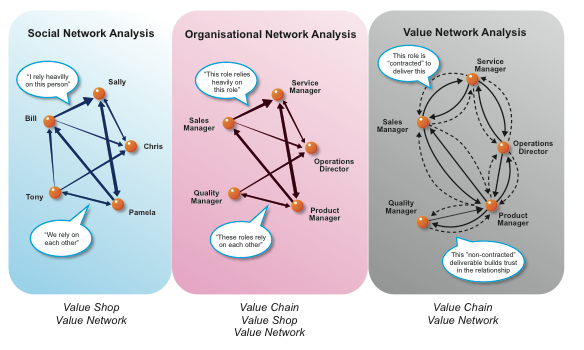 Social Network Analysis
"I rely heavilly
on this person"
Sally
Bill
Chris
Tony
Pamela
"We rely on
each other"
Value Shop
Value Network
Organisational Network Analysis
"This role relies
heavily on
this role"
Service
Manager
Sales
Manager
Operations
Director
Quality
Manager
Product
Manager
"These roles rely
on each other"
Value Chain
Value Shop
Value Network
Value Network Analysis
This role is
"contracted" to
deliver this
Service
Manager
Sales
Manager
Operations
Director
Quality
Manager
Product
Manager
This "non-contracted"
deliverable builds trust
in the relationship
Value Chain
Value Network